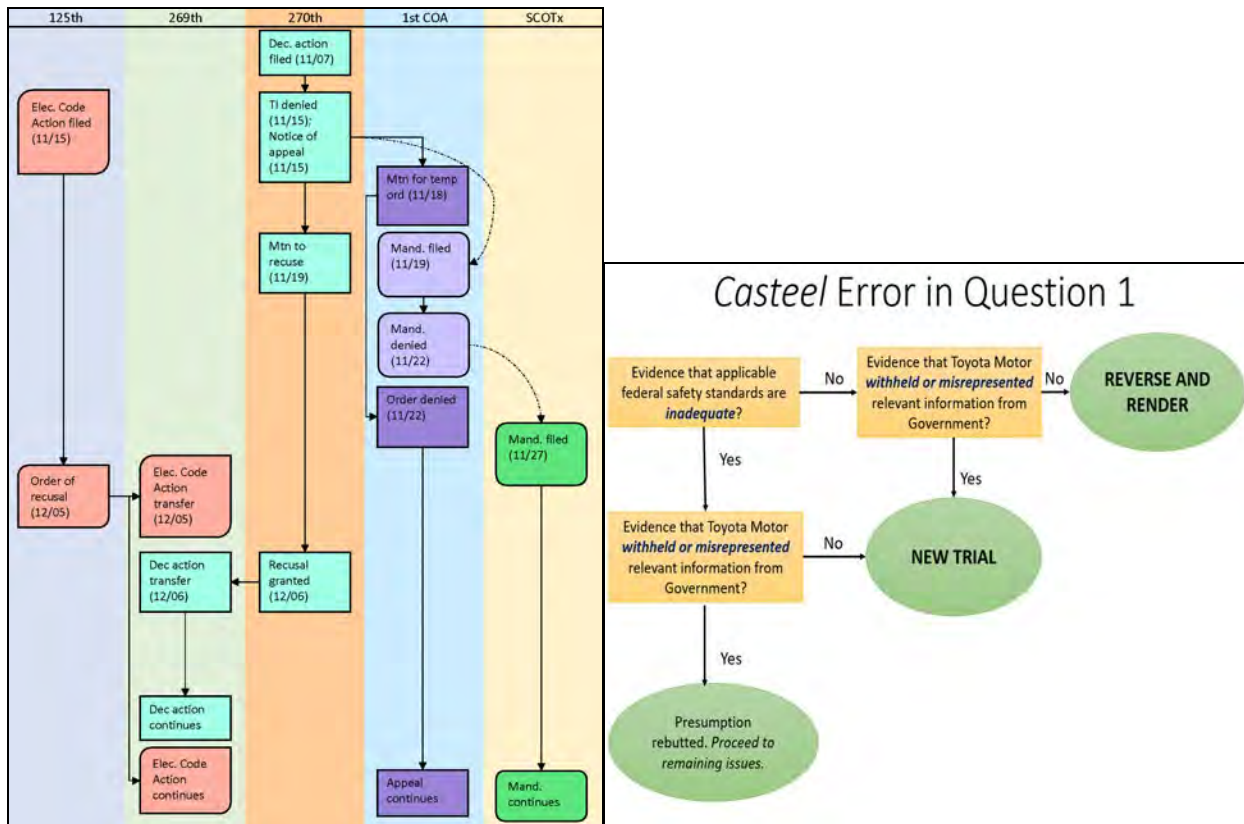 125th 269th 270th 1st COA SCOTx
Dec. action
filed (11/07)
Elec. Code
Action filed
(11/15)
TI denied
(11/15);
Notice of
appeal
(11/15)
Mtn for temp
ord (11/18)
Mtn to
recuse
(11/19)
Mand. filed
(11/19)
Mand.
denied
(11/22)
Order denied
(11/22)
Mand. filed
(11/27)
Order of
recusal
(12/05)
Elec. Code
Action
transfer
(12/05)
Dec action
transfer
(12/06)
Recusal
granted
(12/06)
Dec action
continues
Elec. Code
Action
continues
Appeal
continues
Mand.
continues
Casteel Error in Question 1
Evidence that applicable
federal safety standards are
inadequate?
No
Evidence that Toyota Motor
withheld or misrepresented
relevant information from
Government?
No
REVERSE AND
RENDER
Yes
Yes
Evidence that Toyota Motor
withheld or misrepresented
relevant information from
Government?
No
NEW TRIAL
Yes
Presumption
rebutted. Proceed to
remaining issues.